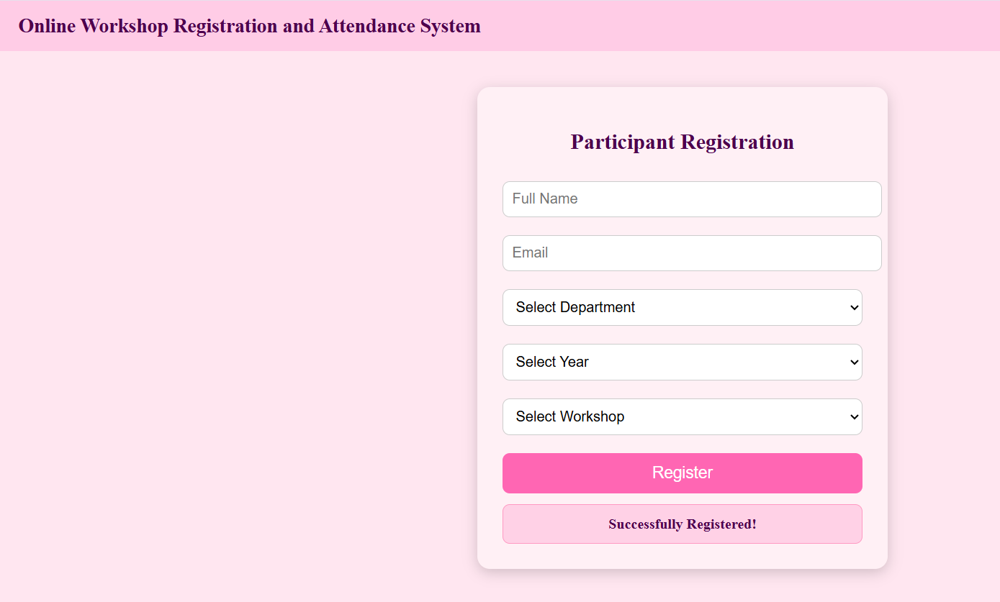 Online Workshop Registration and Attendance System
Participant Registration
Full Name
Email
Select Department
Select Year
Select Workshop
Register
Successfully Registered!